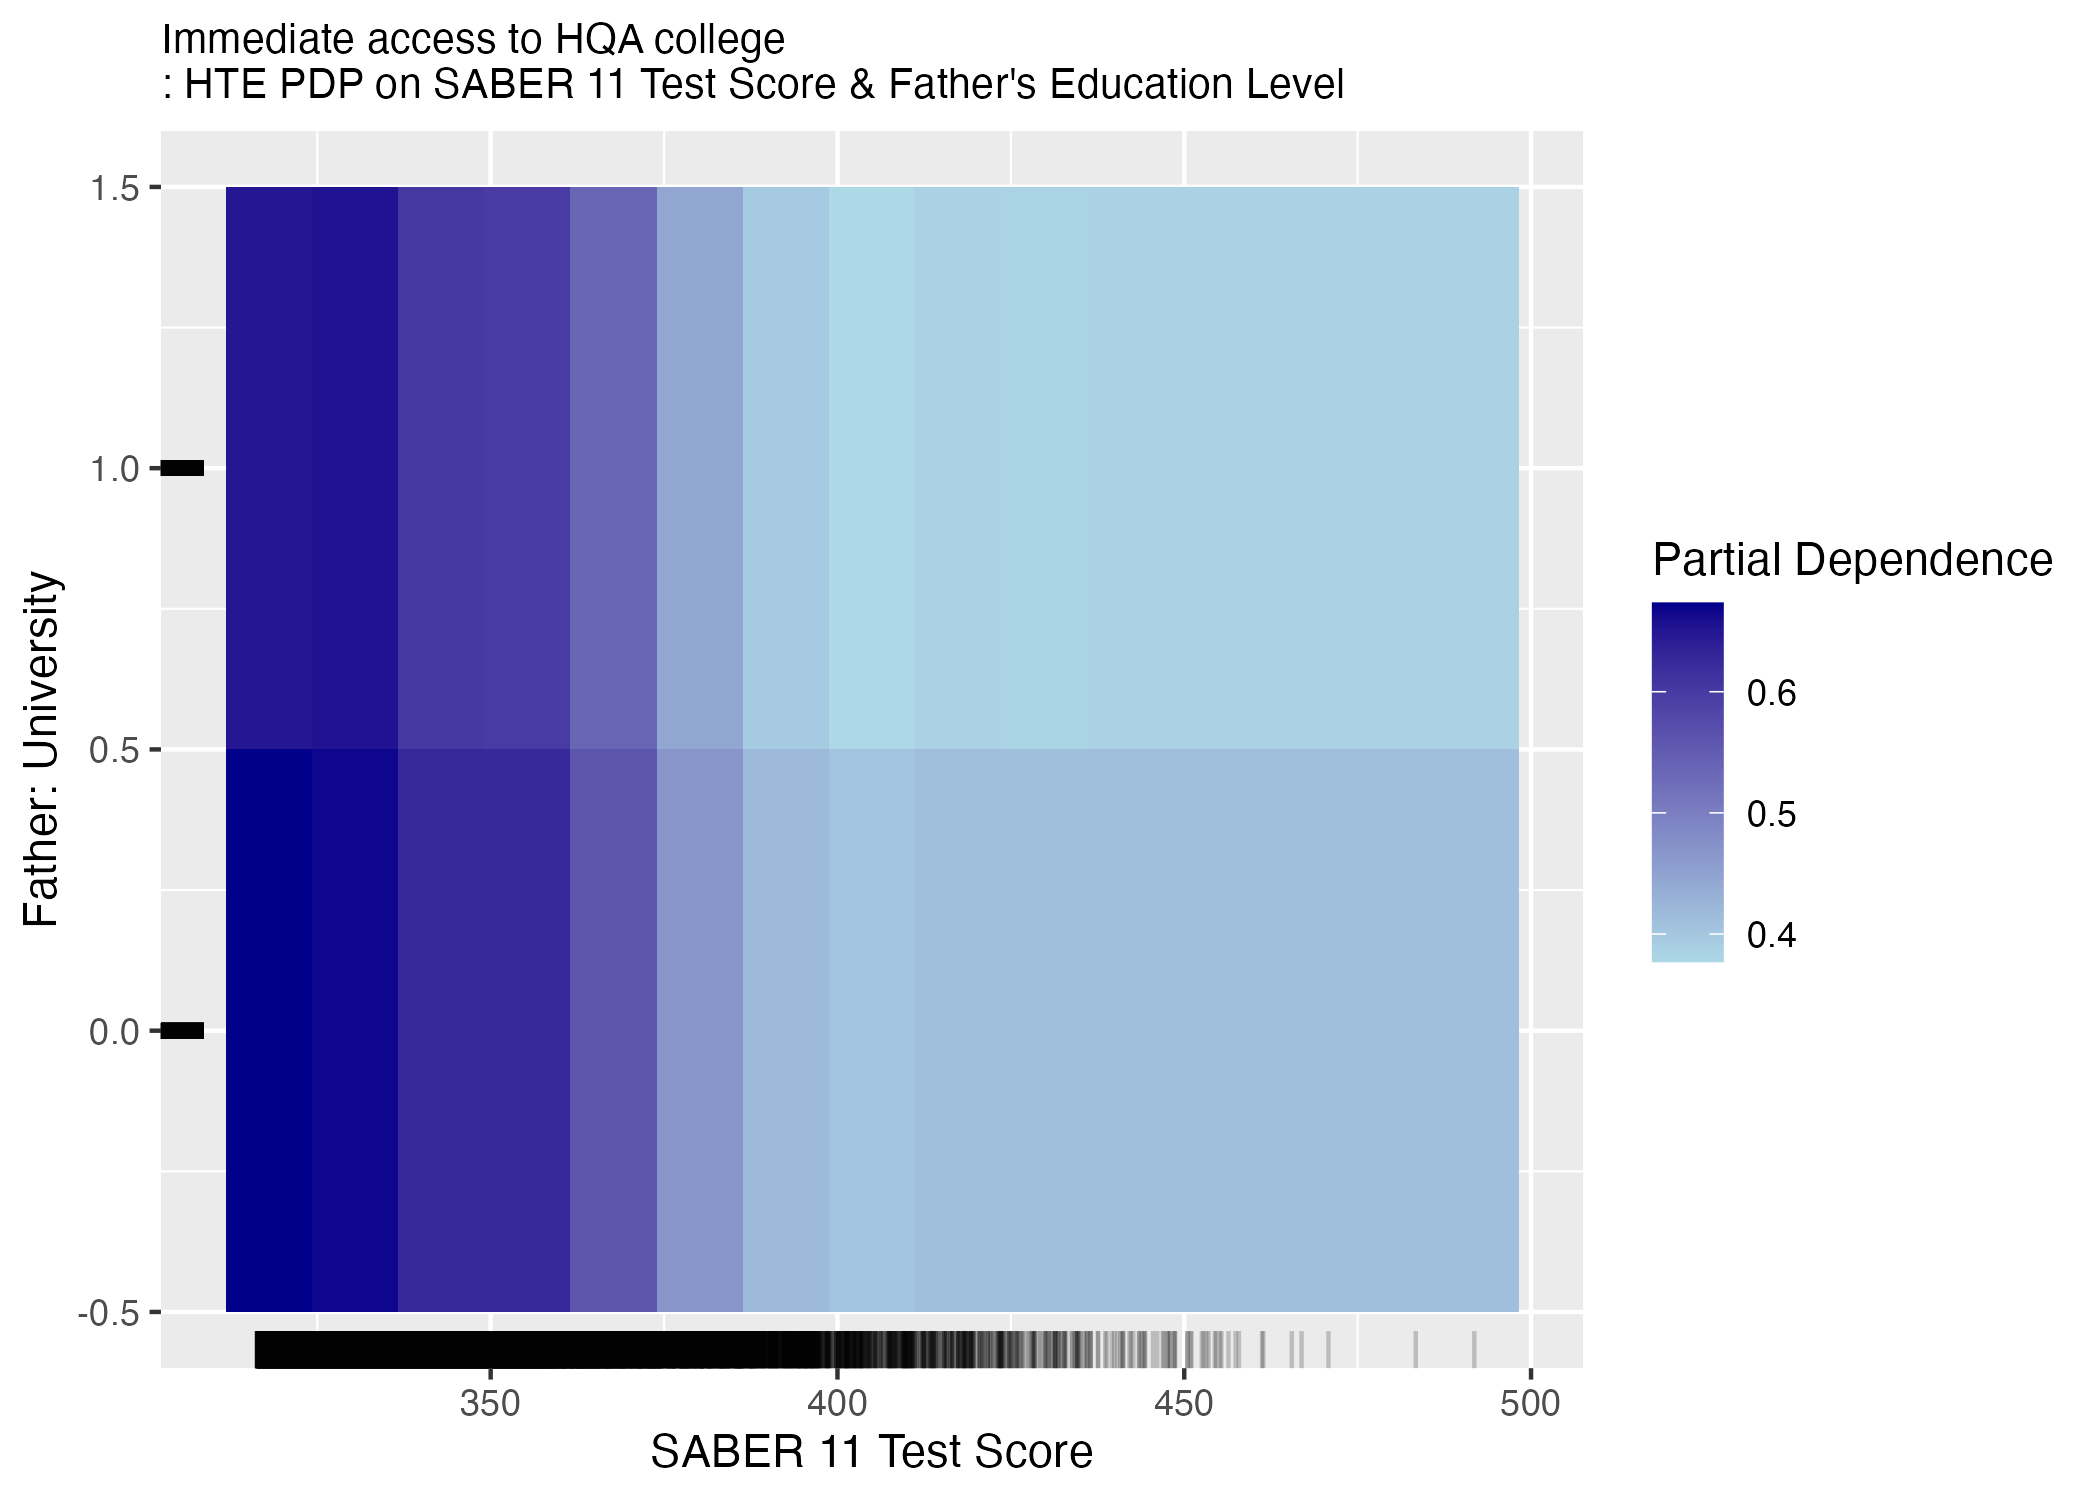 Immediate access to HQA college
: HTE PDP on SABER 11 Test Score & Father's Education Level
1.5
1.0
0.5
0.0
-0.5
Father: University
350
400
450
500
SABER 11 Test Score
Partial Dependence
0.6
0.5
0.4